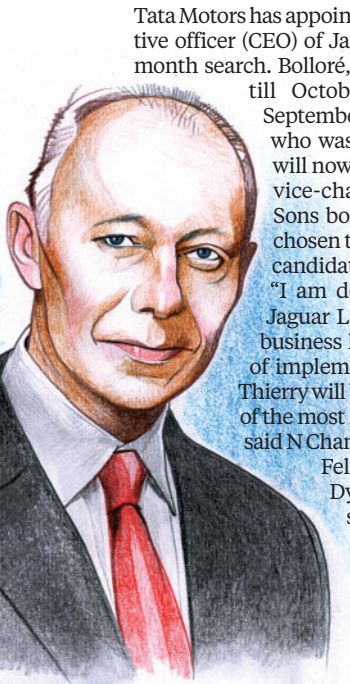 Tata Motors has appoin
tive officer (CEO) of Ja
month search. Bolloré,
till Octob
Septembe
who was
will now
vice-cha
Sons bo
chosen t
candidat
“I am d
Jaguar L
business l
of implem
Thierry will
of the most
said N Chan
Fel
Dy
s